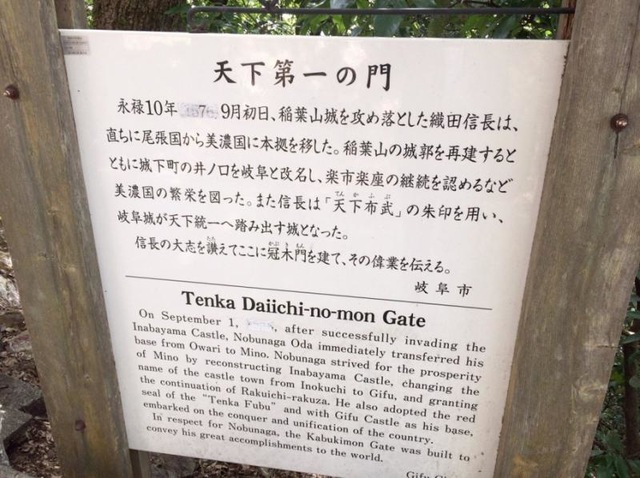 天下第一の門
永禄10年 9月初日、稲葉山城を攻め落とした織田信長は、
直ちに尾張国から美濃国に本拠を移した。稲葉山の城郭を再建すると
ともに城下町の井ノ口を岐阜と改名し、楽市楽座の継続を認めるなど
美濃国の繁栄を図った。また信長は「天下布武」の朱印を用い、
岐阜城が天下統一へ踏み出す城となった。
信長の大志を讃えてここに冠木門を建て、その偉業を伝える。
岐阜市
Tenka Daiichi-no-mon Gate
On September 1, , after successfully invading the
Inabayama Castle, Nobunaga Oda immediately transferred his
base from Owari to Mino. Nobunaga strived for the prosperity
of Mino by reconstructing Inabayama Castle, changing the
name of the castle town from Inokuchi to Gifu, and granting
the continuation of Rakuichi-rakuza. He also adopted the red
seal of the "Tenka Fubu" and with Gifu Castle as his base,
embarked on the conquer and unification of the country.
In respect for Nobunaga, the Kabukimon Gate was built to
convey his great accomplishments to the world.
Gifu